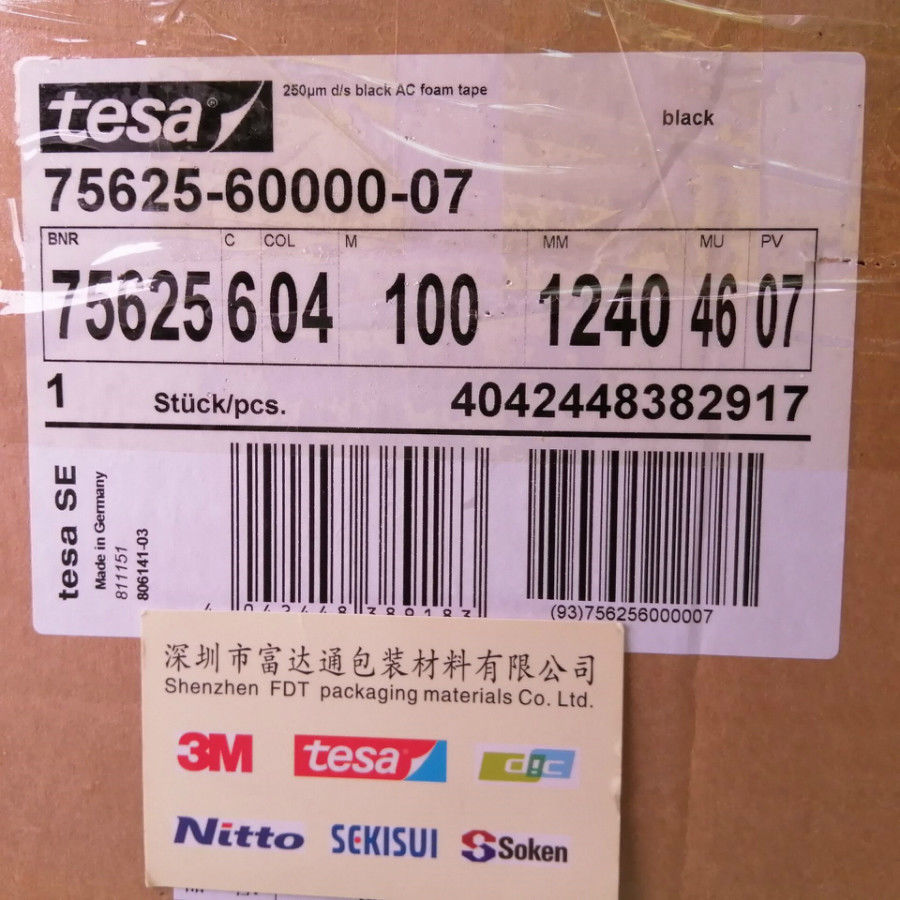 tesa® 250µm d/s black AC foam tape
black
75625-60000-07
BNR C COL M MM MU PV
75625 6 04 100 1240 46 07
1 Stück/pcs. 4042448382917
tesa SE
Made in Germany
811151
806141-03
(93)756256000007
深圳市富达通包装材料有限公司
Shenzhen FDT packaging materials Co. Ltd.
3M tesa dic
Nitto SEKISUI Soken